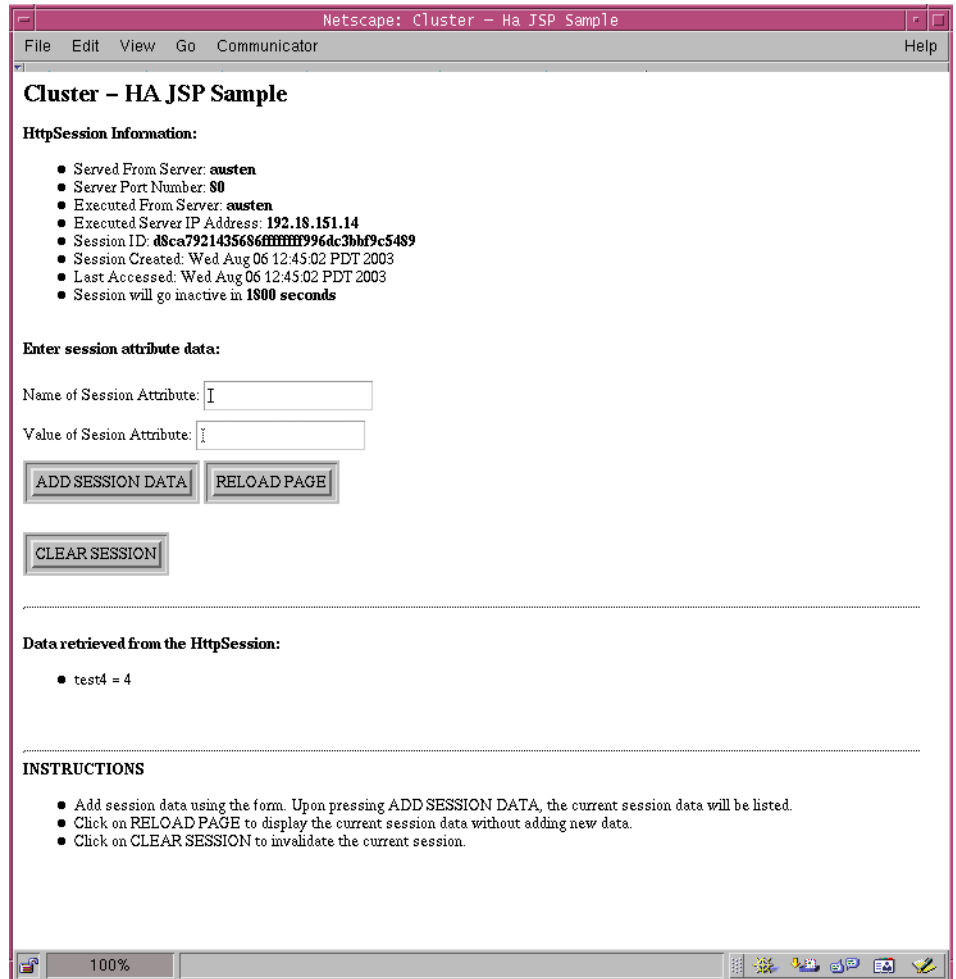 Netscape: Cluster – Ha JSP Sample
File Edit View Go Communicator Help
Cluster – HA JSP Sample
HttpSession Information:
Served From Server: austen
Server Port Number: 80
Executed From Server: austen
Executed Server IP Address: 192.18.151.14
Session ID: d8ca7921435686ffffffff996dc3bbf9c5489
Session Created: Wed Aug 06 12:45:02 PDT 2003
Last Accessed: Wed Aug 06 12:45:02 PDT 2003
Session will go inactive in 1800 seconds
Enter session attribute data:
Name of Session Attribute:
Value of Sesion Attribute:
ADD SESSION DATA RELOAD PAGE
CLEAR SESSION
Data retrieved from the HttpSession:
test4 = 4
INSTRUCTIONS
Add session data using the form. Upon pressing ADD SESSION DATA, the current session data will be listed.
Click on RELOAD PAGE to display the current session data without adding new data.
Click on CLEAR SESSION to invalidate the current session.
100%